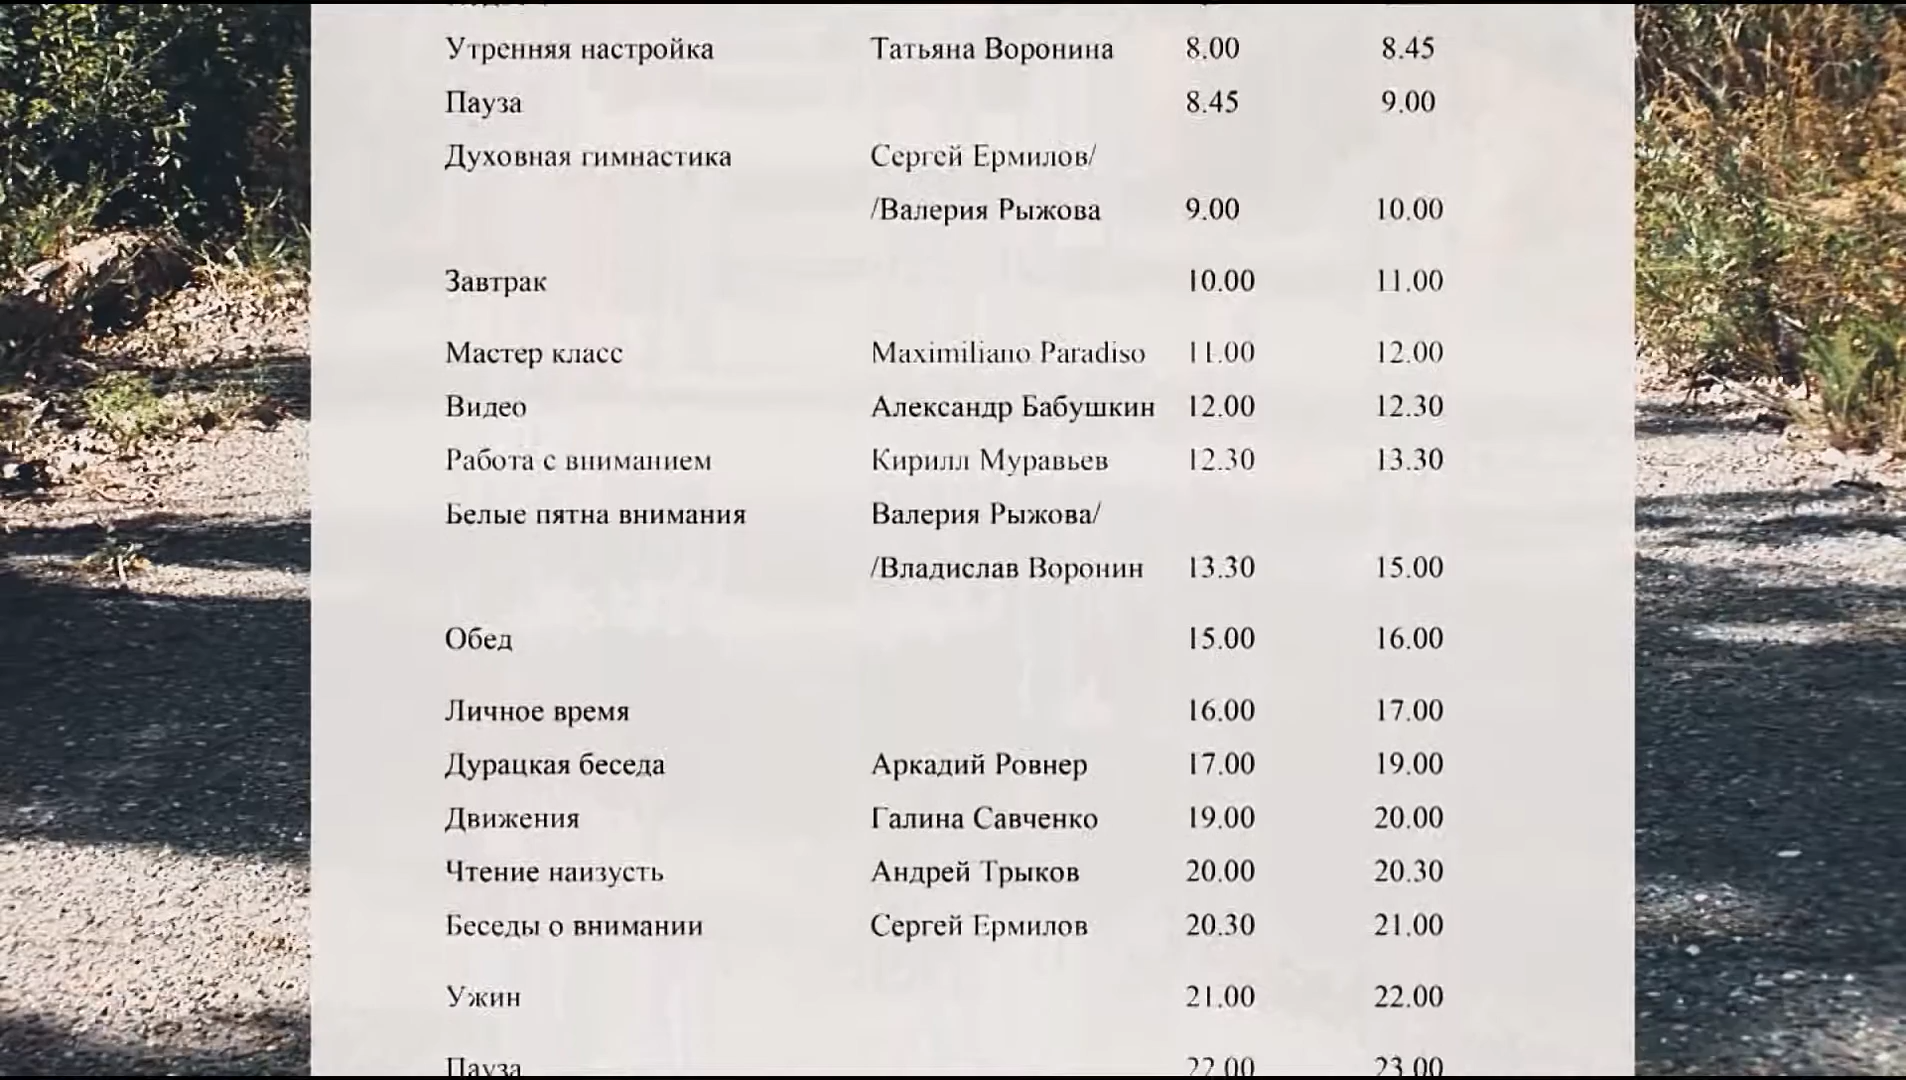 Утренняя настройка Татьяна Воронина 8.00 8.45
Пауза 8.45 9.00
Духовная гимнастика Сергей Ермилов/
/Валерия Рыжова 9.00 10.00
Завтрак 10.00 11.00
Мастер класс Maximiliano Paradiso 11.00 12.00
Видео Александр Бабушкин 12.00 12.30
Работа с вниманием Кирилл Муравьев 12.30 13.30
Белые пятна внимания Валерия Рыжова/
/Владислав Воронин 13.30 15.00
Обед 15.00 16.00
Личное время 16.00 17.00
Дурацкая беседа Аркадий Ровнер 17.00 19.00
Движения Галина Савченко 19.00 20.00
Чтение наизусть Андрей Трыков 20.00 20.30
Беседы о внимании Сергей Ермилов 20.30 21.00
Ужин 21.00 22.00
Пауза 22.00 23.00